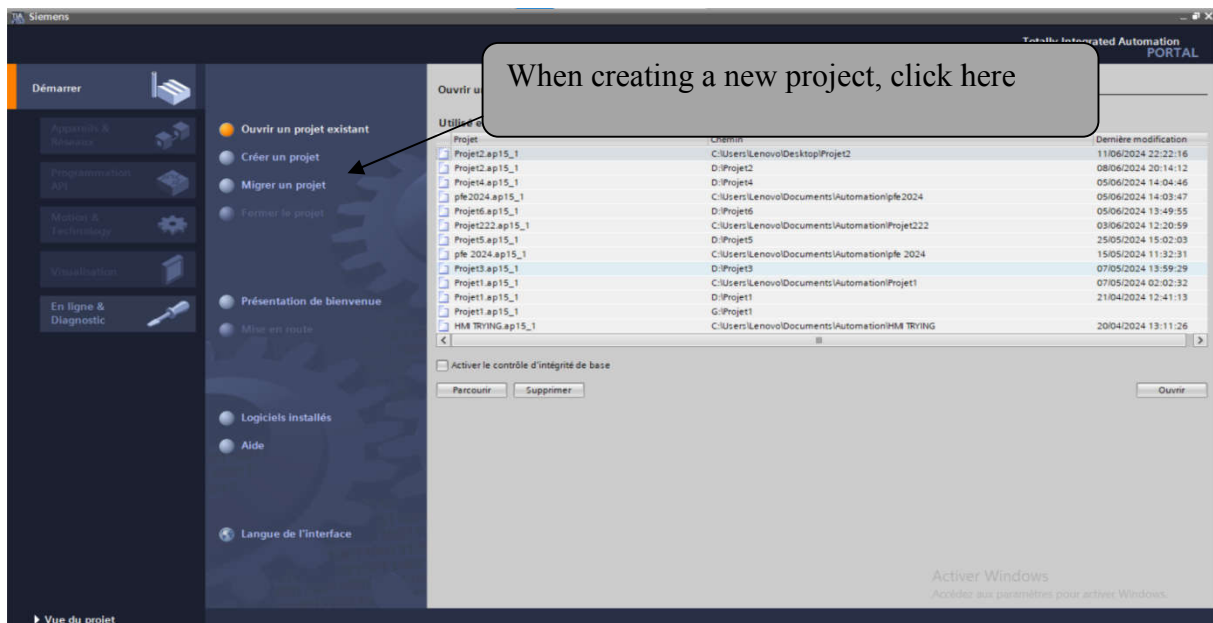 Siemens
Totally Integrated Automation
PORTAL
When creating a new project, click here
Démarrer
Appareils &
Réseaux
Programmation
API
Motion &
Technology
Visualisation
En ligne &
Diagnostic
Ouvrir un projet existant
Créer un projet
Migrer un projet
Fermer le projet
Présentation de bienvenue
Mise en route
Logiciels installés
Aide
Langue de l'interface
Ouvrir
Utilisé
Projet Chemin Dernière modification
Projet2.ap15_1 C:\Users\Lenovo\Desktop\Projet2 11/06/2024 22:22:16
Projet2.ap15_1 D:\Projet2 08/06/2024 20:14:12
Projet4.ap15_1 D:\Projet4 05/06/2024 14:04:46
pfe2024.ap15_1 C:\Users\Lenovo\Documents\Automation\pfe2024 05/06/2024 14:03:47
Projet6.ap15_1 D:\Projet6 05/06/2024 13:49:55
Projet222.ap15_1 C:\Users\Lenovo\Documents\Automation\Projet222 03/06/2024 12:20:59
Projet5.ap15_1 D:\Projet5 25/05/2024 15:02:03
pfe 2024.ap15_1 C:\Users\Lenovo\Documents\Automation\pfe 2024 15/05/2024 11:32:31
Projet3.ap15_1 D:\Projet3 07/05/2024 13:59:29
Projet1.ap15_1 C:\Users\Lenovo\Documents\Automation\Projet1 07/05/2024 02:02:32
Projet1.ap15_1 D:\Projet1 21/04/2024 12:41:13
Projet1.ap15_1 G:\Projet1
HMI TRYING.ap15_1 C:\Users\Lenovo\Documents\Automation\HMI TRYING 20/04/2024 13:11:26
Activer le contrôle d'intégrité de base
Parcourir Supprimer Ouvrir
Activer Windows
Accédez aux paramètres pour activer Windows.
Vue du projet